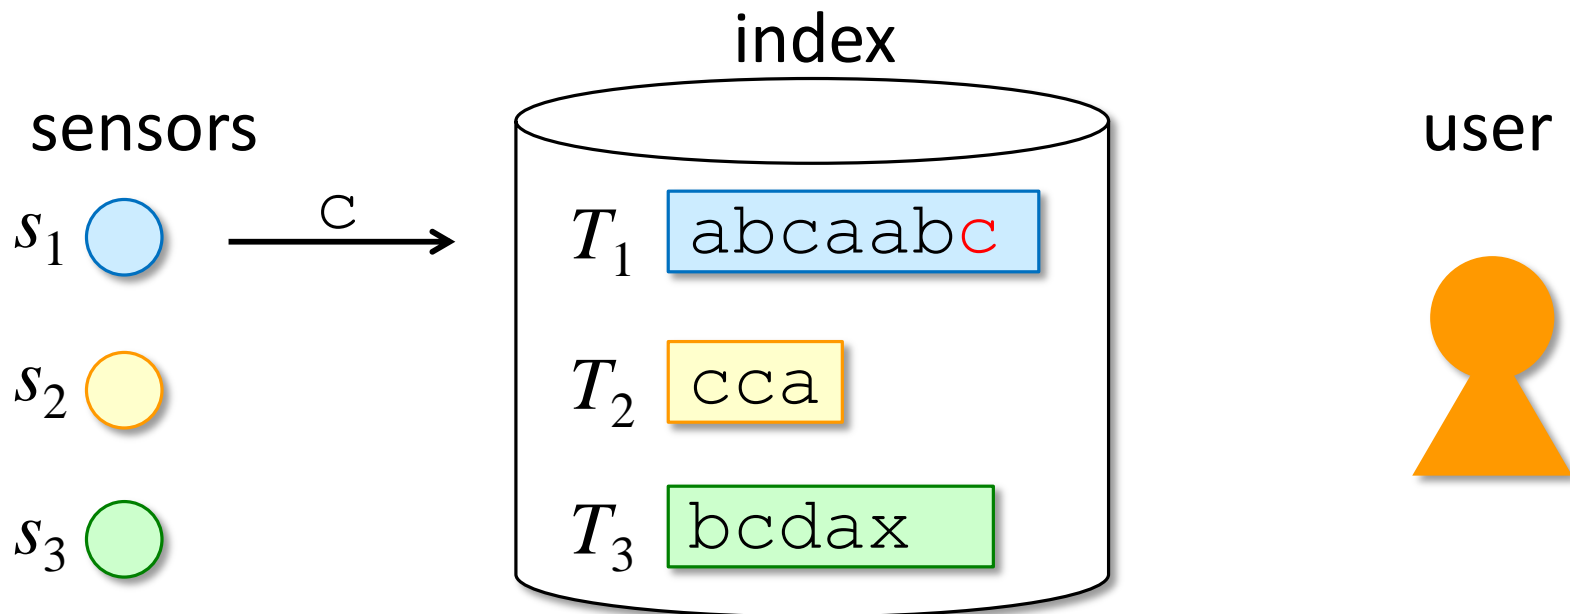 index
sensors
user
s1
c
T1 abcaabc
s2
T2 cca
s3
T3 bcdax